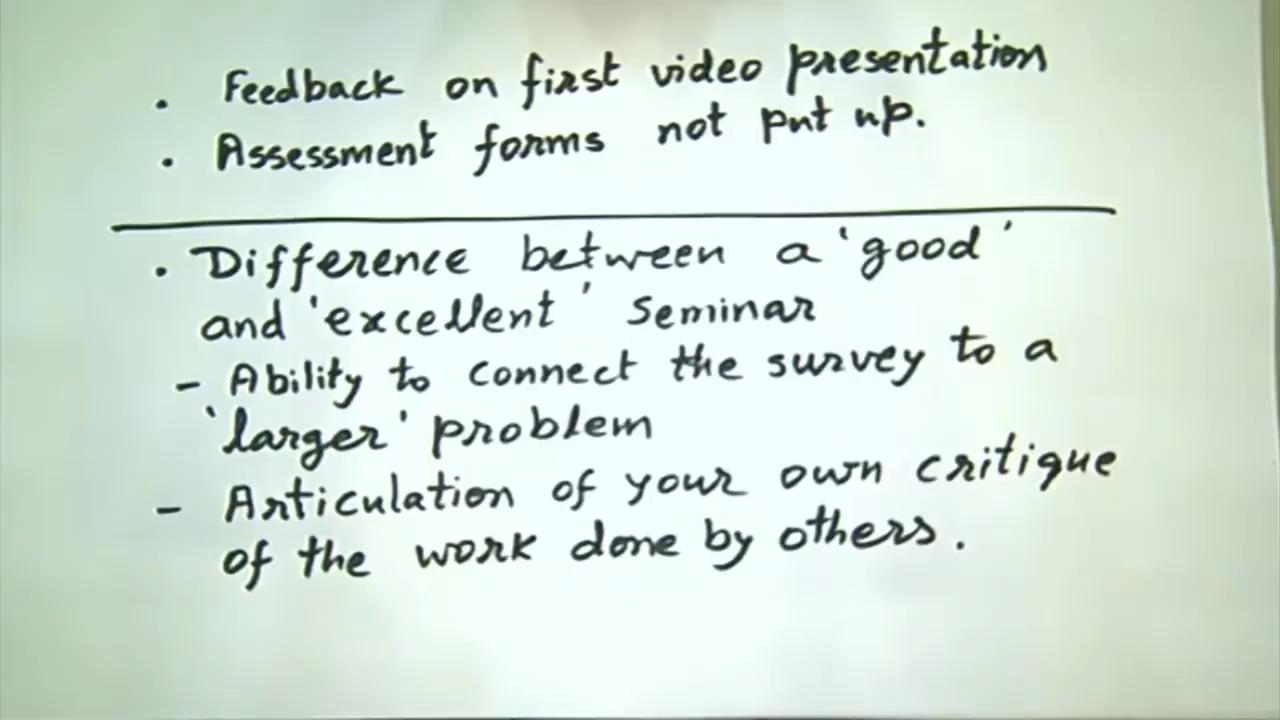 . Feedback on first video presentation
. Assessment forms not put up.
. Difference between a 'good'
and 'excellent' seminar
- Ability to connect the survey to a
'larger' problem
- Articulation of your own critique
of the work done by others.